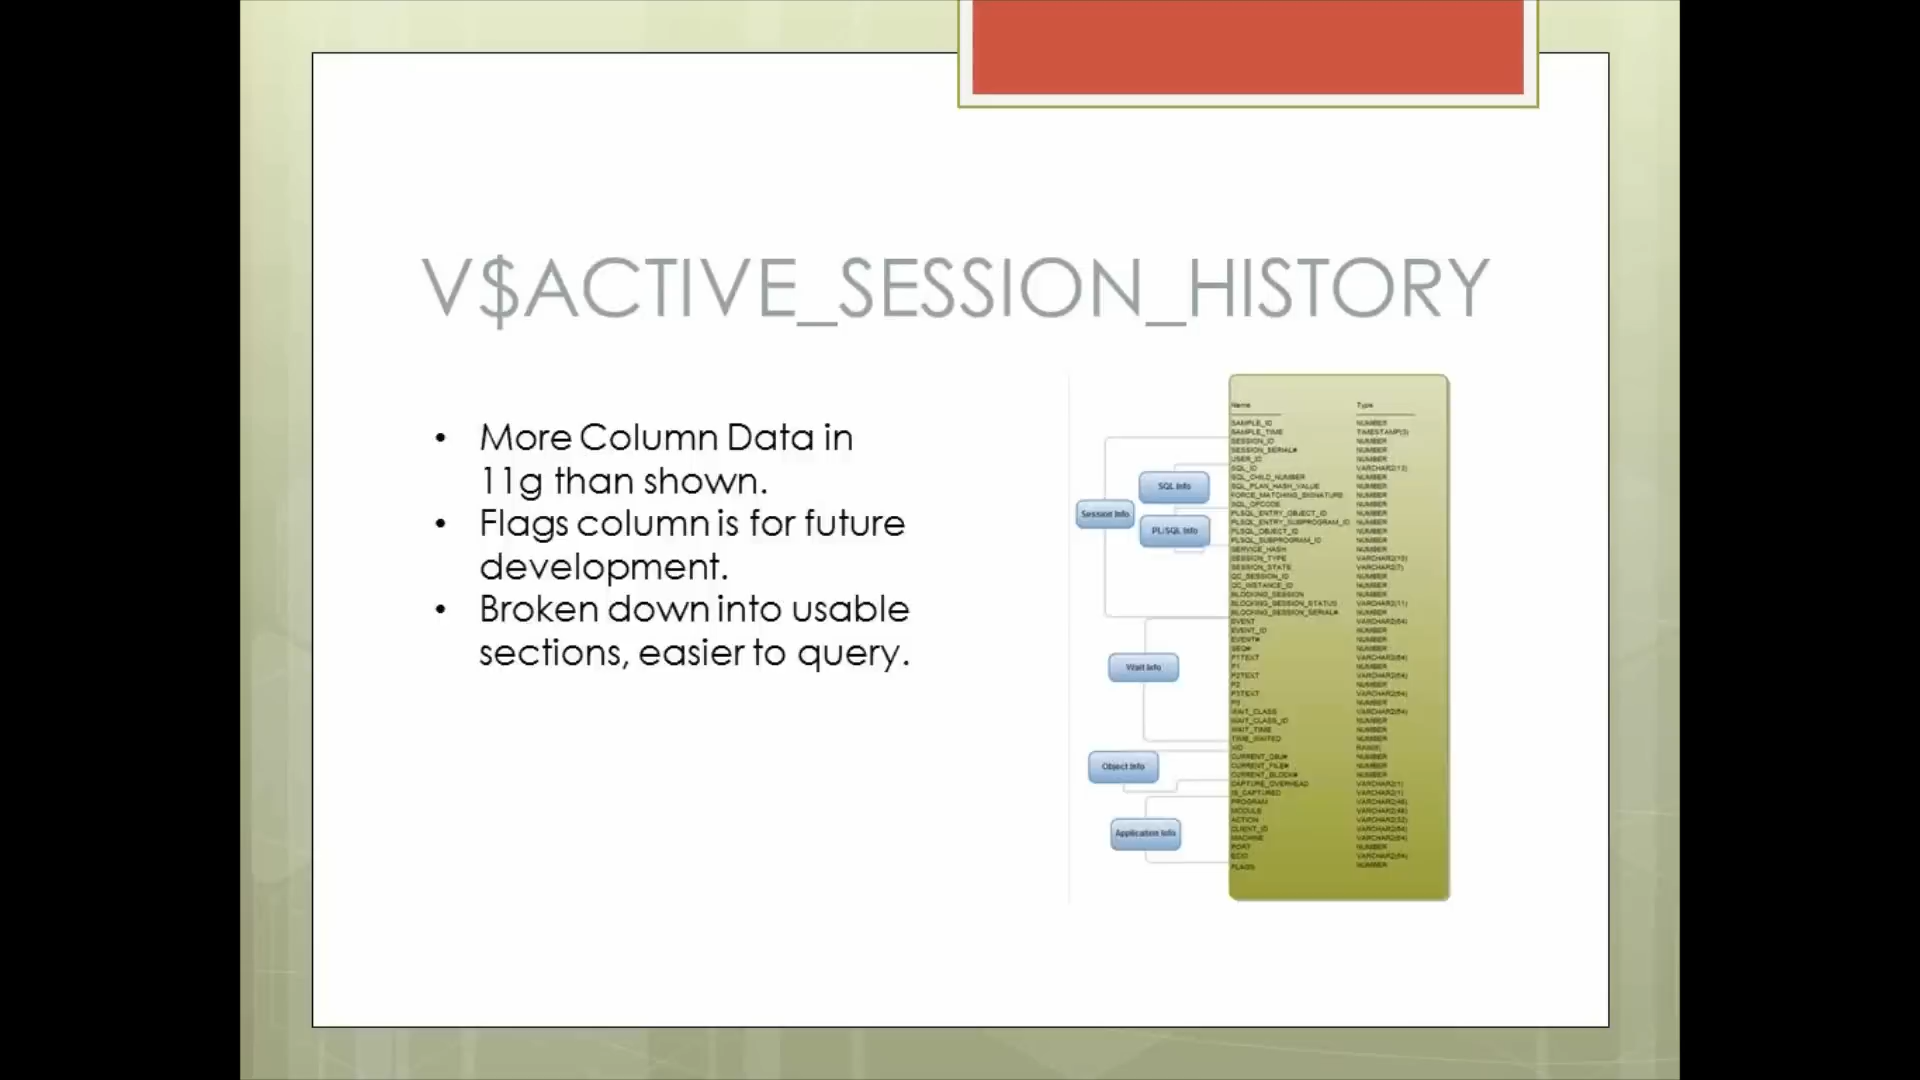 V$ACTIVE_SESSION_HISTORY
• More Column Data in
11g than shown.
• Flags column is for future
development.
• Broken down into usable
sections, easier to query.
Session Info
SQL Info
PL/SQL Info
Wait Info
Object Info
Application Info
Name Type
SAMPLE_ID NUMBER
SAMPLE_TIME TIMESTAMP(3)
SESSION_ID NUMBER
SESSION_SERIAL# NUMBER
USER_ID NUMBER
SQL_ID VARCHAR2(13)
SQL_CHILD_NUMBER NUMBER
SQL_PLAN_HASH_VALUE NUMBER
FORCE_MATCHING_SIGNATURE NUMBER
SQL_OPCODE NUMBER
PLSQL_ENTRY_OBJECT_ID NUMBER
PLSQL_ENTRY_SUBPROGRAM_ID NUMBER
PLSQL_OBJECT_ID NUMBER
PLSQL_SUBPROGRAM_ID NUMBER
SERVICE_HASH NUMBER
SESSION_TYPE VARCHAR2(10)
SESSION_STATE VARCHAR2(7)
QC_SESSION_ID NUMBER
QC_INSTANCE_ID NUMBER
BLOCKING_SESSION NUMBER
BLOCKING_SESSION_STATUS VARCHAR2(11)
BLOCKING_SESSION_SERIAL# NUMBER
EVENT VARCHAR2(64)
EVENT_ID NUMBER
EVENT# NUMBER
SEQ# NUMBER
P1TEXT VARCHAR2(64)
P1 NUMBER
P2TEXT VARCHAR2(64)
P2 NUMBER
P3TEXT VARCHAR2(64)
P3 NUMBER
WAIT_CLASS VARCHAR2(64)
WAIT_CLASS_ID NUMBER
WAIT_TIME NUMBER
TIME_WAITED NUMBER
XID
CURRENT_OBJ# NUMBER
CURRENT_FILE# NUMBER
CURRENT_BLOCK# NUMBER
CAPTURE_OVERHEAD VARCHAR2(1)
IS_CAPTURED VARCHAR2(1)
PROGRAM VARCHAR2(48)
MODULE VARCHAR2(48)
ACTION VARCHAR2(32)
CLIENT_ID VARCHAR2(64)
MACHINE VARCHAR2(64)
PORT NUMBER
ECID VARCHAR2(64)
FLAGS NUMBER